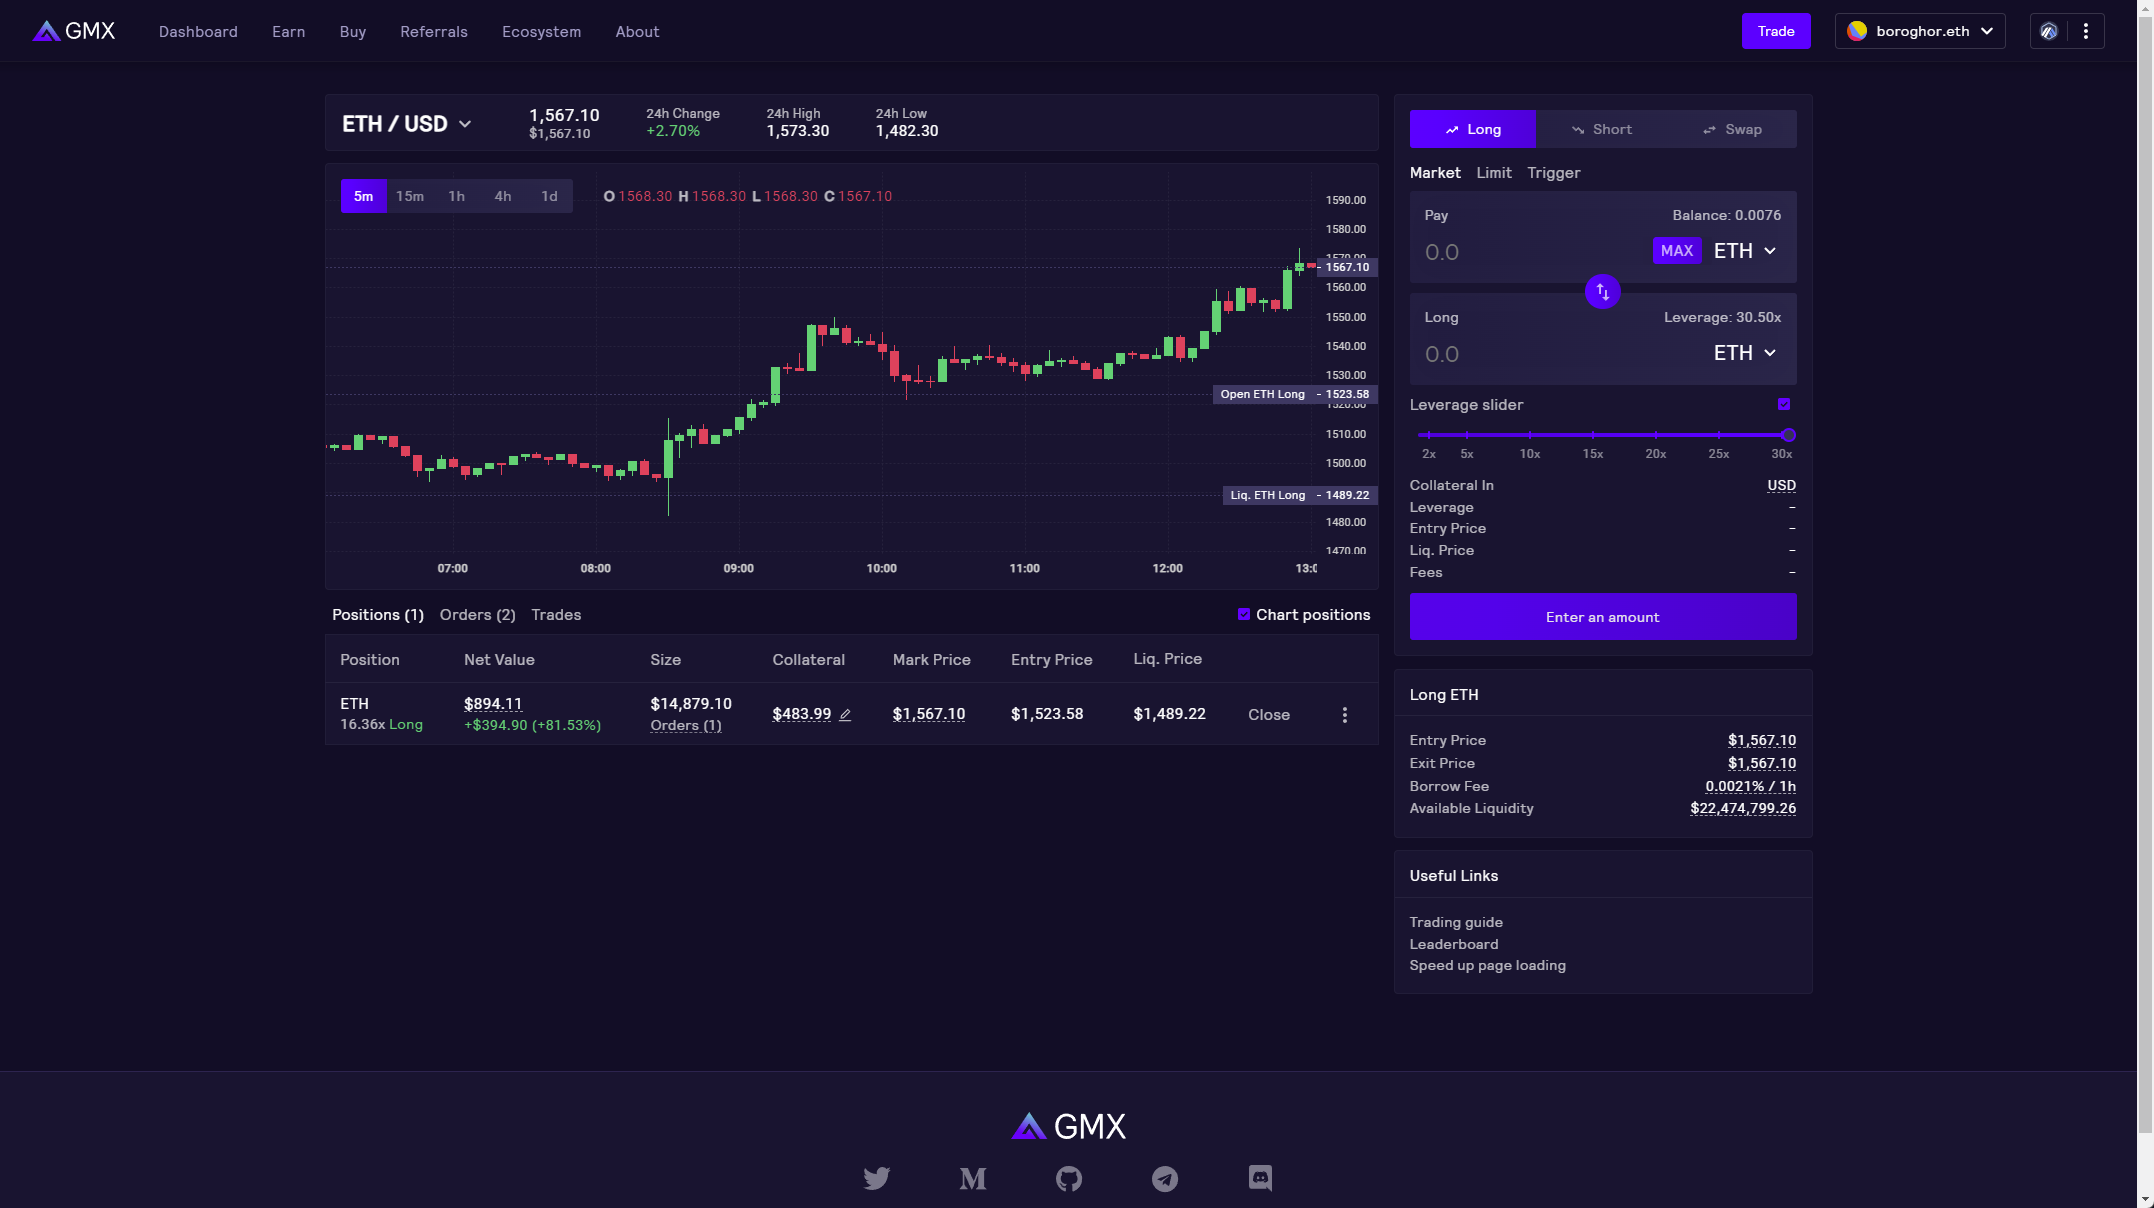 GMX Dashboard Earn Buy Referrals Ecosystem About Trade boroghor.eth
ETH / USD
1,567.10
$1,567.10
24h Change
+2.70%
24h High
1,573.30
24h Low
1,482.30
5m 15m 1h 4h 1d
O 1568.30 H 1568.30 L 1568.30 C 1567.10
1590.00
1580.00
1567.10
1560.00
1550.00
1540.00
1530.00
Open ETH Long - 1523.58
1510.00
1500.00
Liq. ETH Long - 1489.22
1480.00
1470.00
07:00 08:00 09:00 10:00 11:00 12:00
Positions (1) Orders (2) Trades Chart positions
Position Net Value Size Collateral Mark Price Entry Price Liq. Price
ETH $894.11 $14,879.10 $483.99 $1,567.10 $1,523.58 $1,489.22 Close
16.36x Long +$394.90 (+81.53%) Orders (1)
Long Short Swap
Market Limit Trigger
Pay Balance: 0.0076
0.0 MAX ETH
Long Leverage: 30.50x
0.0 ETH
Leverage slider
2x 5x 10x 15x 20x 25x 30x
Collateral In USD
Leverage -
Entry Price -
Liq. Price -
Fees -
Enter an amount
Long ETH
Entry Price $1,567.10
Exit Price $1,567.10
Borrow Fee 0.0021% / 1h
Available Liquidity $22,474,799.26
Useful Links
Trading guide
Leaderboard
Speed up page loading
GMX